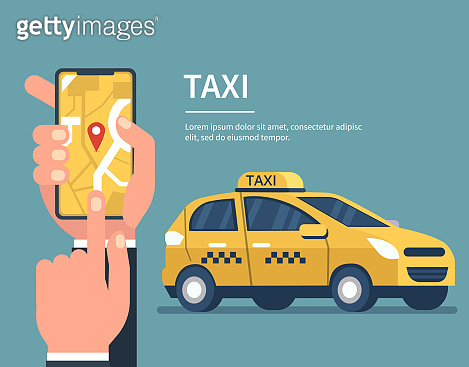 gettyimages®
TAXI
Lorem ipsum dolor sit amet, consectetur adipisc
elit, sed do eiusmod tempor.
TAXI